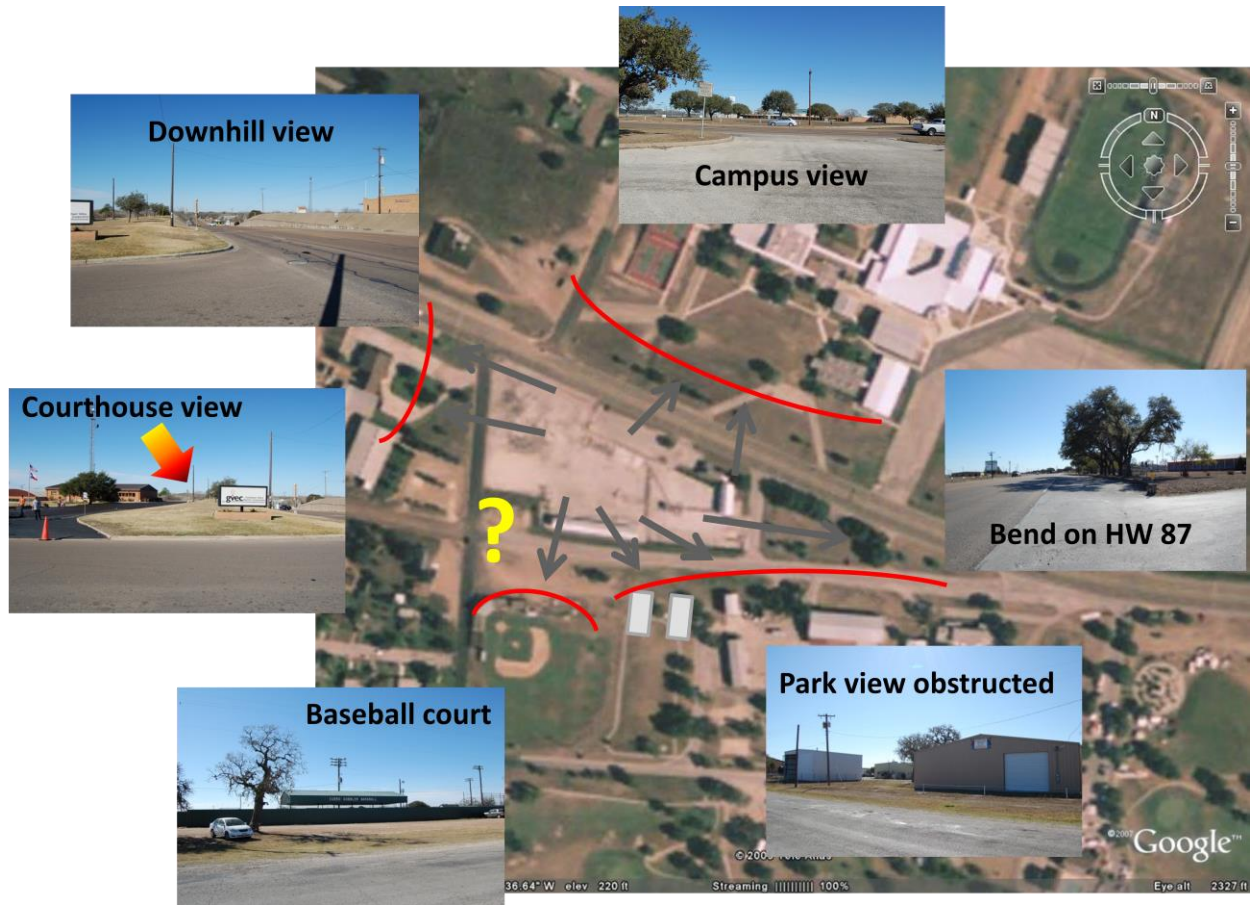 Downhill view
Campus view
N
Courthouse view
gvec
Bend on HW 87
?
Baseball court
Park view obstructed
©2007 Google™
36.64" W elev 220 ft
Streaming |||||||||| 100%
Eye alt 2327 ft